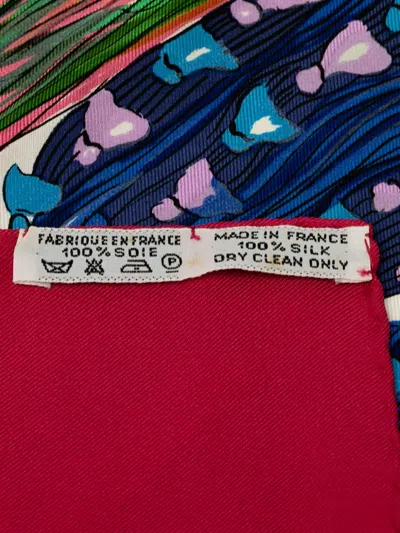 FABRIQUE EN FRANCE
100% SOIE
P
MADE IN FRANCE
100% SILK
DRY CLEAN ONLY